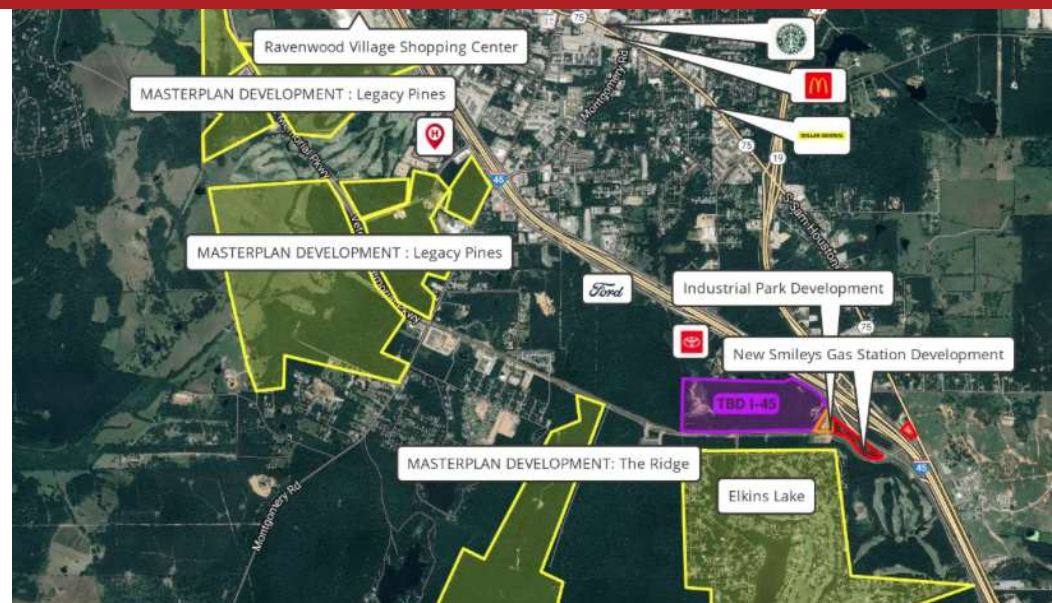 75
Ravenwood Village Shopping Center
MASTERPLAN DEVELOPMENT : Legacy Pines
Montgomery Rd
DOLLAR GENERAL
H
75
19
45
S Sam Houston
MASTERPLAN DEVELOPMENT : Legacy Pines
Ford
Industrial Park Development
75
New Smileys Gas Station Development
TBD I-45
MASTERPLAN DEVELOPMENT: The Ridge
45
Elkins Lake
Montgomery Rd